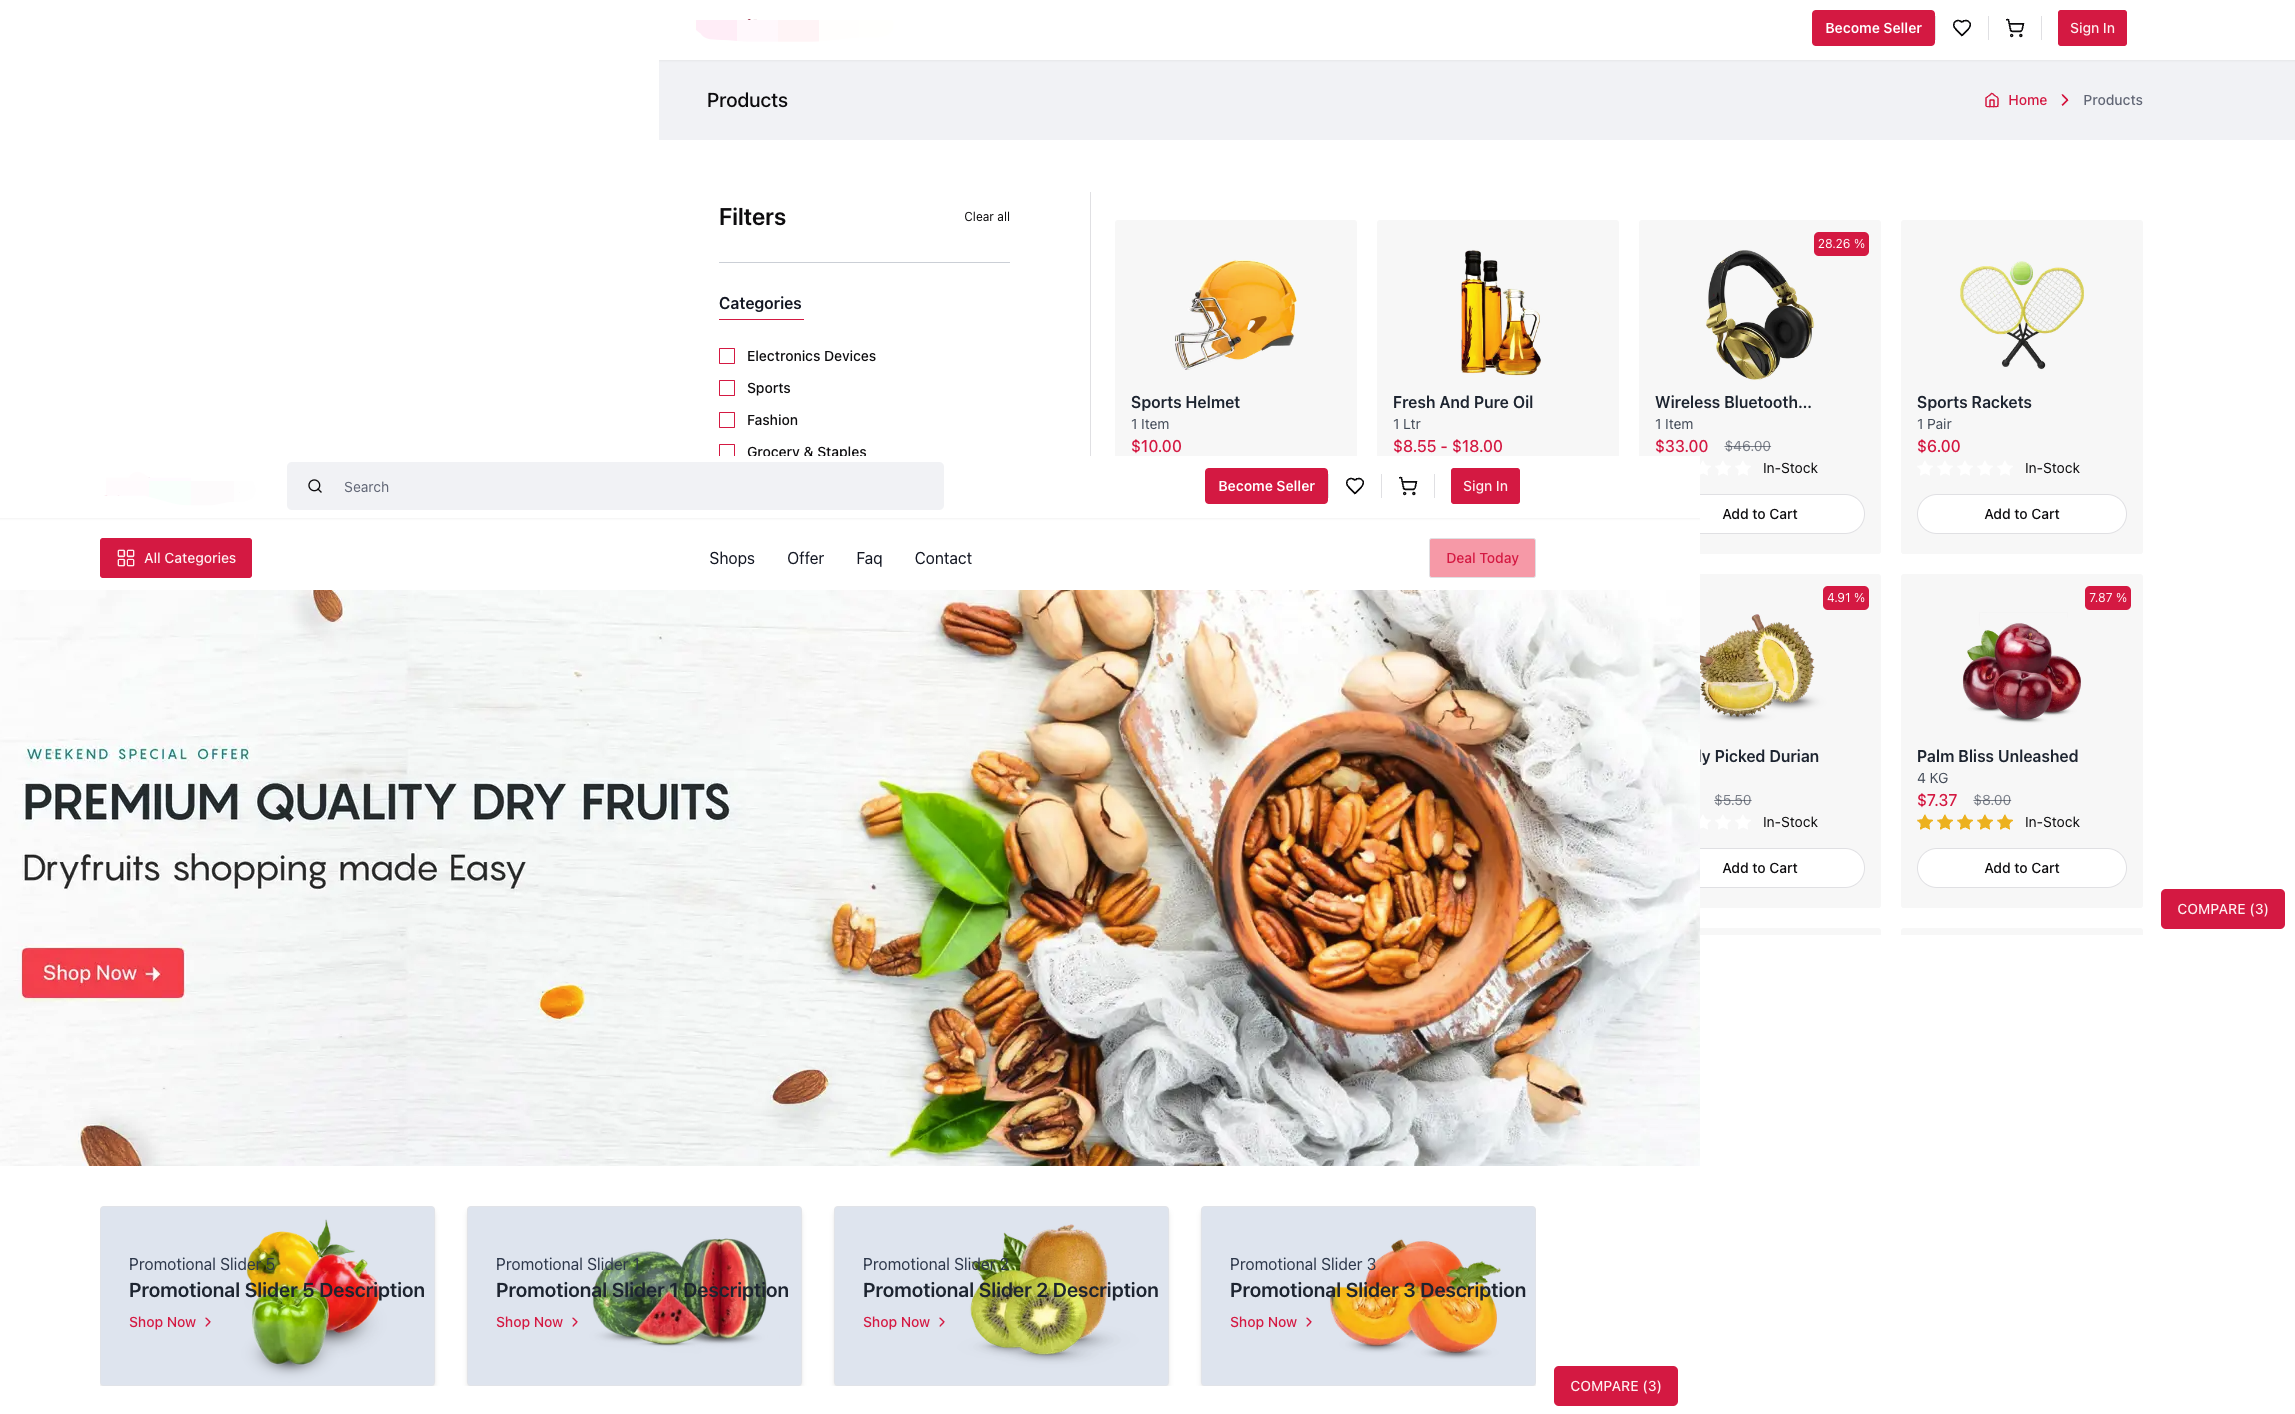 Become Seller
Sign In
Products
Home
Products
Filters
Clear all
Categories
Electronics Devices
Sports
Fashion
Grocery & Staples
Sports Helmet
1 Item
$10.00
Fresh And Pure Oil
1 Ltr
$8.55 - $18.00
28.26 %
Wireless Bluetooth...
1 Item
$33.00 $46.00
In-Stock
Add to Cart
Sports Rackets
1 Pair
$6.00
In-Stock
Add to Cart
4.91 %
Picked Durian
$5.50
In-Stock
Add to Cart
7.87 %
Palm Bliss Unleashed
4 KG
$7.37 $8.00
In-Stock
Add to Cart
COMPARE (3)
Search
Become Seller
Sign In
All Categories
Shops
Offer
Faq
Contact
Deal Today
WEEKEND SPECIAL OFFER
PREMIUM QUALITY DRY FRUITS
Dryfruits shopping made Easy
Shop Now
Promotional Slider 5
Promotional Slider 5 Description
Shop Now
Promotional Slider 1
Promotional Slider 1 Description
Shop Now
Promotional Slider 2
Promotional Slider 2 Description
Shop Now
Promotional Slider 3
Promotional Slider 3 Description
Shop Now
COMPARE (3)